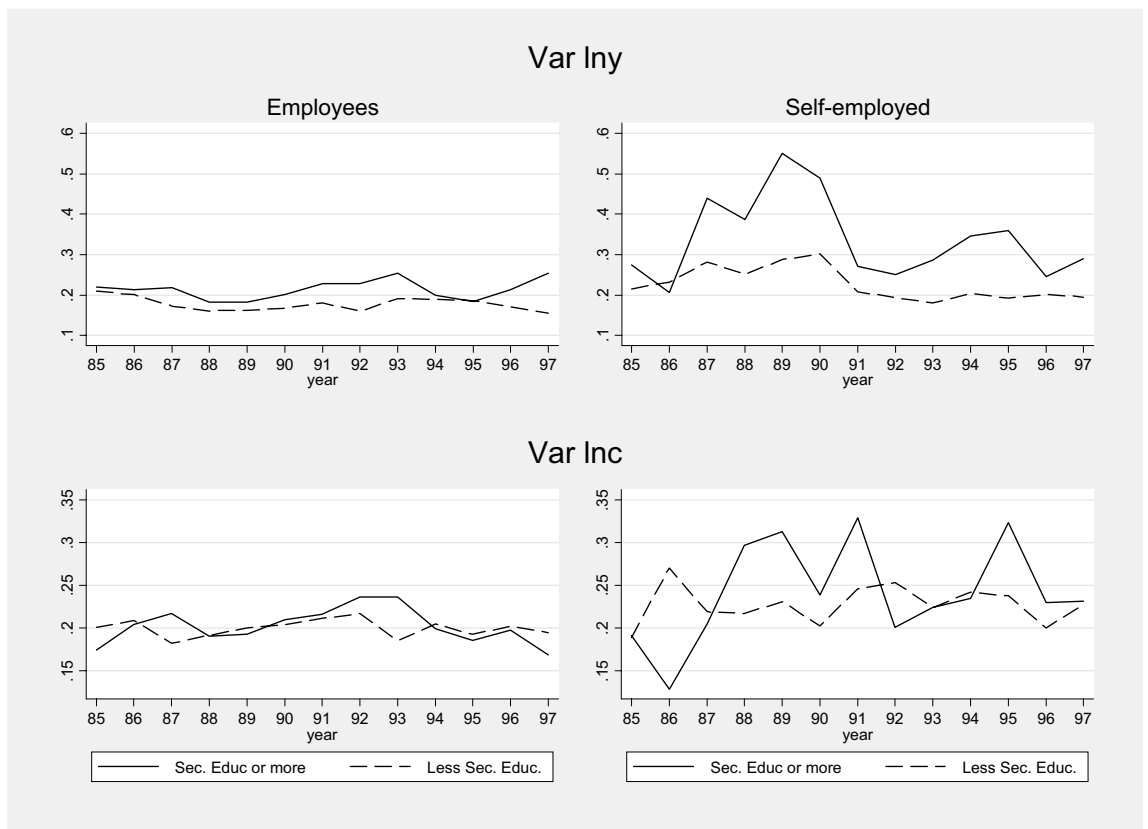 Var lny
Employees
Self-employed
.6
.5
.4
.3
.2
.1
85 86 87 88 89 90 91 92 93 94 95 96 97
year
.6
.5
.4
.3
.2
.1
85 86 87 88 89 90 91 92 93 94 95 96 97
year
Var lnc
.35
.3
.25
.2
.15
85 86 87 88 89 90 91 92 93 94 95 96 97
year
Sec. Educ or more Less Sec. Educ.
.35
.3
.25
.2
.15
85 86 87 88 89 90 91 92 93 94 95 96 97
year
Sec. Educ or more Less Sec. Educ.